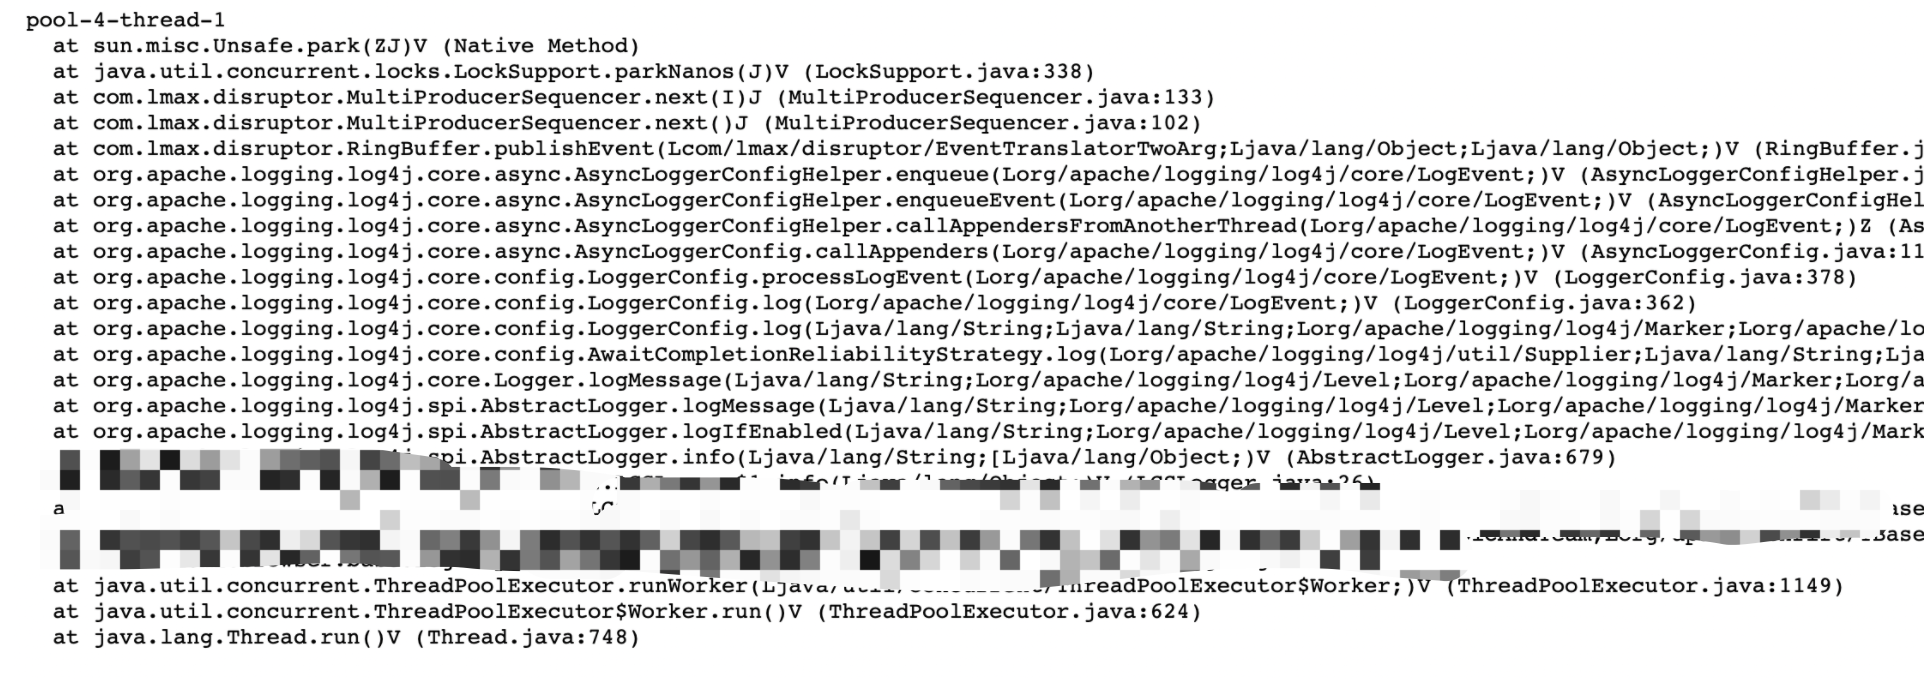 pool-4-thread-1
at sun.misc.Unsafe.park(ZJ)V (Native Method)
at java.util.concurrent.locks.LockSupport.parkNanos(J)V (LockSupport.java:338)
at com.lmax.disruptor.MultiProducerSequencer.next(I)J (MultiProducerSequencer.java:133)
at com.lmax.disruptor.MultiProducerSequencer.next()J (MultiProducerSequencer.java:102)
at com.lmax.disruptor.RingBuffer.publishEvent(Lcom/lmax/disruptor/EventTranslatorTwoArg;Ljava/lang/Object;Ljava/lang/Object;)V (RingBuffer.j
at org.apache.logging.log4j.core.async.AsyncLoggerConfigHelper.enqueue(Lorg/apache/logging/log4j/core/LogEvent;)V (AsyncLoggerConfigHelper.j
at org.apache.logging.log4j.core.async.AsyncLoggerConfigHelper.enqueueEvent(Lorg/apache/logging/log4j/core/LogEvent;)V (AsyncLoggerConfigHel
at org.apache.logging.log4j.core.async.AsyncLoggerConfigHelper.callAppendersFromAnotherThread(Lorg/apache/logging/log4j/core/LogEvent;)Z (As
at org.apache.logging.log4j.core.async.AsyncLoggerConfig.callAppenders(Lorg/apache/logging/log4j/core/LogEvent;)V (AsyncLoggerConfig.java:11
at org.apache.logging.log4j.core.config.LoggerConfig.processLogEvent(Lorg/apache/logging/log4j/core/LogEvent;)V (LoggerConfig.java:378)
at org.apache.logging.log4j.core.config.LoggerConfig.log(Lorg/apache/logging/log4j/core/LogEvent;)V (LoggerConfig.java:362)
at org.apache.logging.log4j.core.config.LoggerConfig.log(Ljava/lang/String;Ljava/lang/String;Lorg/apache/logging/log4j/Marker;Lorg/apache/lo
at org.apache.logging.log4j.core.config.AwaitCompletionReliabilityStrategy.log(Lorg/apache/logging/log4j/util/Supplier;Ljava/lang/String;Lja
at org.apache.logging.log4j.core.Logger.logMessage(Ljava/lang/String;Lorg/apache/logging/log4j/Level;Lorg/apache/logging/log4j/Marker;Lorg/a
at org.apache.logging.log4j.spi.AbstractLogger.logMessage(Ljava/lang/String;Lorg/apache/logging/log4j/Level;Lorg/apache/logging/log4j/Marker
at org.apache.logging.log4j.spi.AbstractLogger.logIfEnabled(Ljava/lang/String;Lorg/apache/logging/log4j/Level;Lorg/apache/logging/log4j/Mark
spi.AbstractLogger.info(Ljava/lang/String;[Ljava/lang/Object;)V (AbstractLogger.java:679)
at java.util.concurrent.ThreadPoolExecutor.runWorker(Ljava/util/concurrent/ThreadPoolExecutor$Worker;)V (ThreadPoolExecutor.java:1149)
at java.util.concurrent.ThreadPoolExecutor$Worker.run()V (ThreadPoolExecutor.java:624)
at java.lang.Thread.run()V (Thread.java:748)